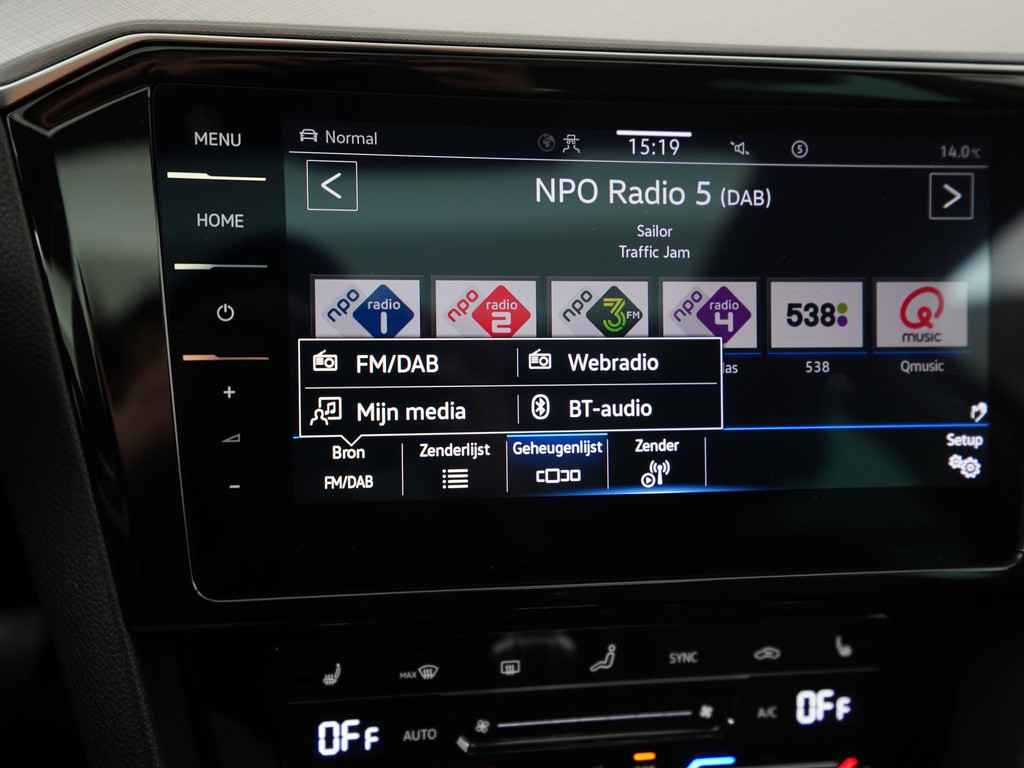 MENU
HOME
+
-
Normal
15:19
5
14.0°C
<
NPO Radio 5 (DAB)
>
Sailor
Traffic Jam
npo radio 1
npo radio 2
npo 3FM
npo radio 4
538
Q music
las
538
Qmusic
FM/DAB
Webradio
Mijn media
BT-audio
Bron
FM/DAB
Zenderlijst
Geheugenlijst
Zender
Setup
MAX
SYNC
OFF
AUTO
A/C
OFF